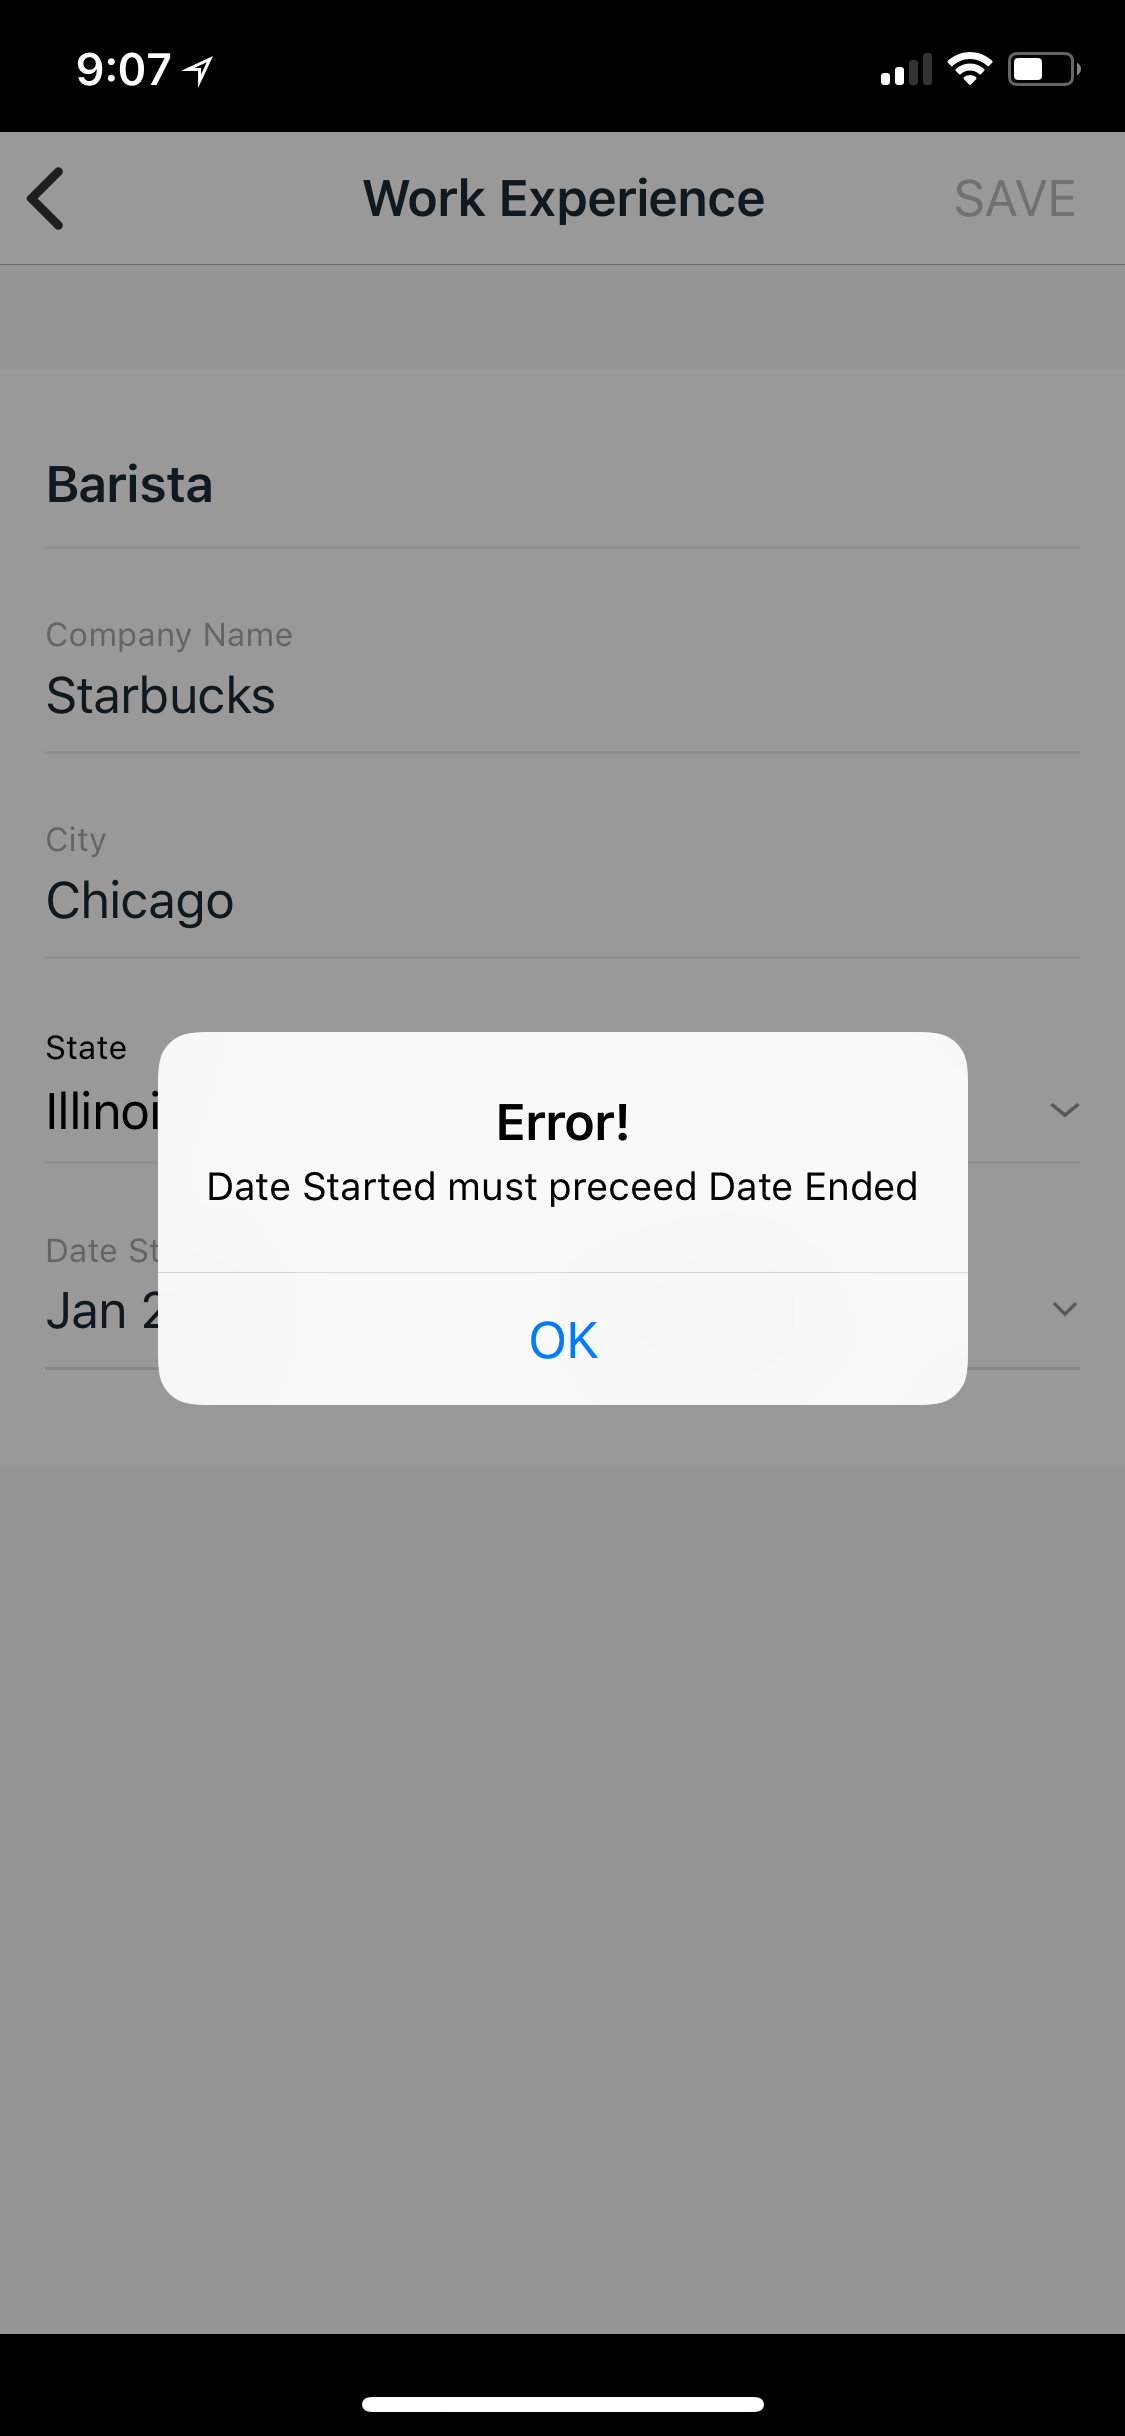 9:07
Work Experience SAVE
Barista
Company Name
Starbucks
City
Chicago
State
Illinoi
Error!
Date Started must preceed Date Ended
Date St
Jan 2
OK